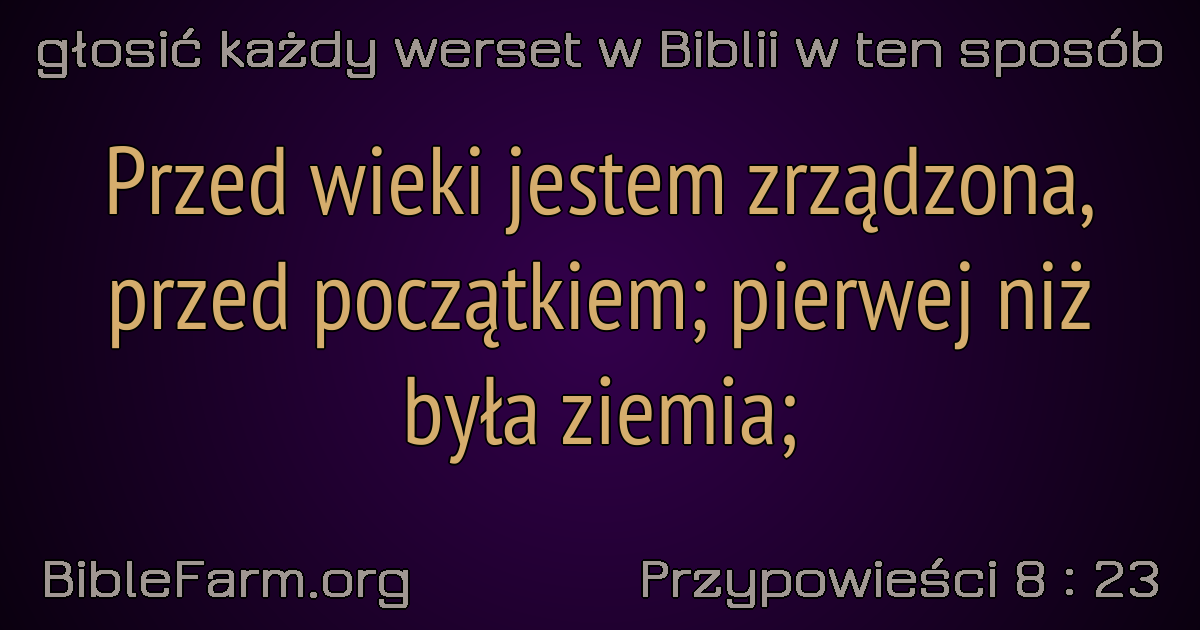 głosić każdy werset w Biblii w ten sposób
Przed wieki jestem zrządzona,
przed początkiem; pierwej niż
była ziemia;
BibleFarm.org
Przypowieści 8 : 23